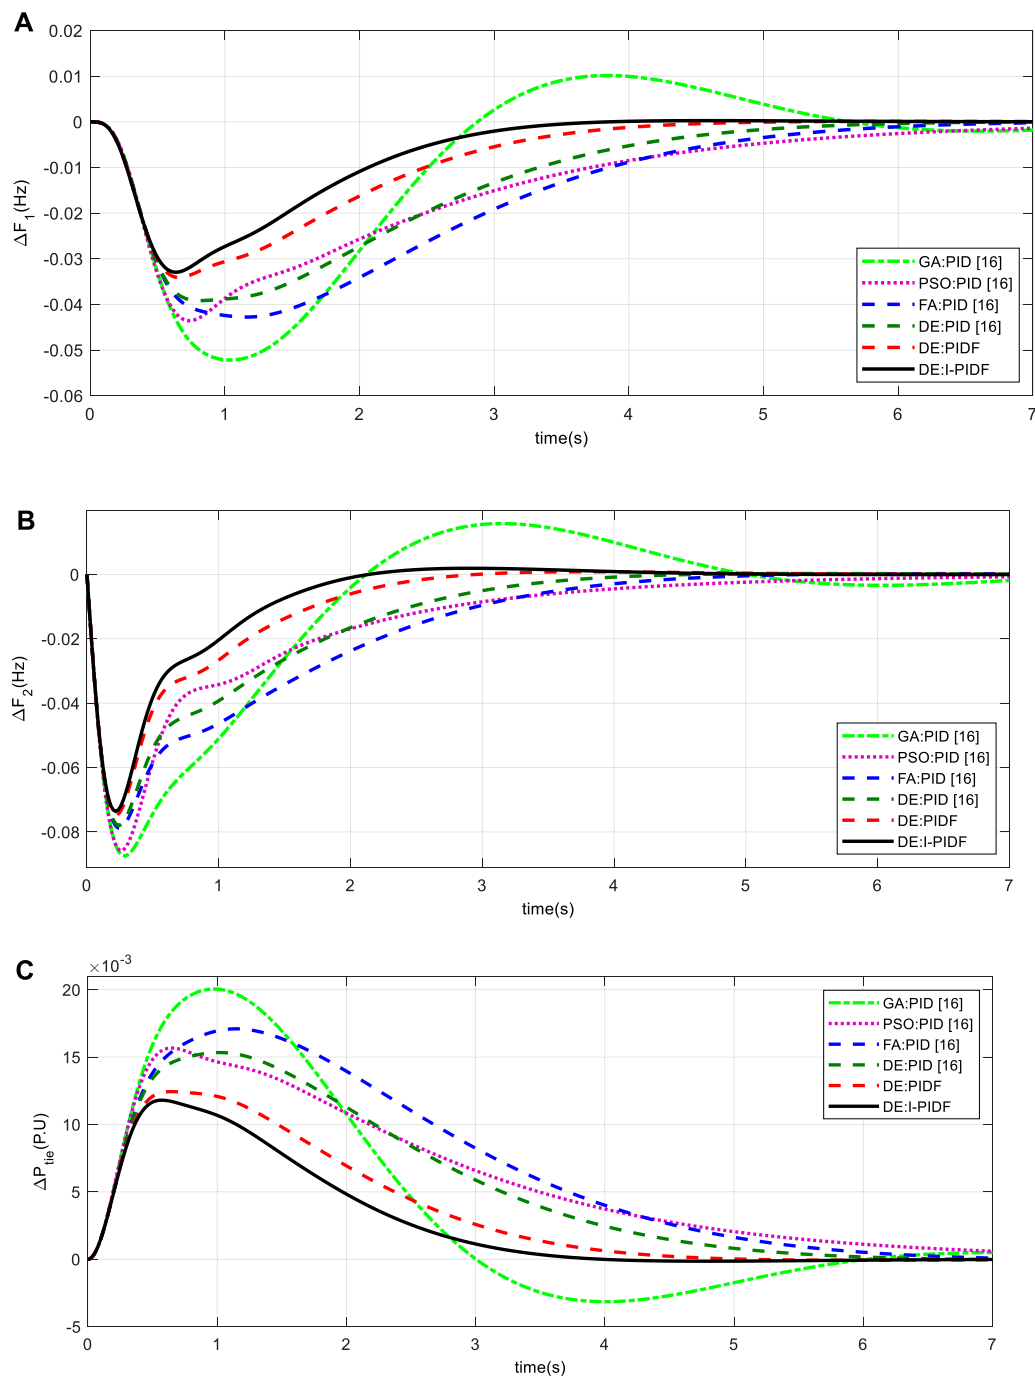 A
0.02
0.01
0
-0.01
-0.02
-0.03
-0.04
-0.05
-0.06
ΔF1(Hz)
GA:PID [16]
PSO:PID [16]
FA:PID [16]
DE:PID [16]
DE:PIDF
DE:I-PIDF
0 1 2 3 4 5 6 7
time(s)
B
0
-0.02
-0.04
-0.06
-0.08
ΔF2(Hz)
GA:PID [16]
PSO:PID [16]
FA:PID [16]
DE:PID [16]
DE:PIDF
DE:I-PIDF
0 1 2 3 4 5 6 7
time(s)
C
×10-3
20
15
10
5
0
-5
ΔPtie(P.U)
GA:PID [16]
PSO:PID [16]
FA:PID [16]
DE:PID [16]
DE:PIDF
DE:I-PIDF
0 1 2 3 4 5 6 7
time(s)